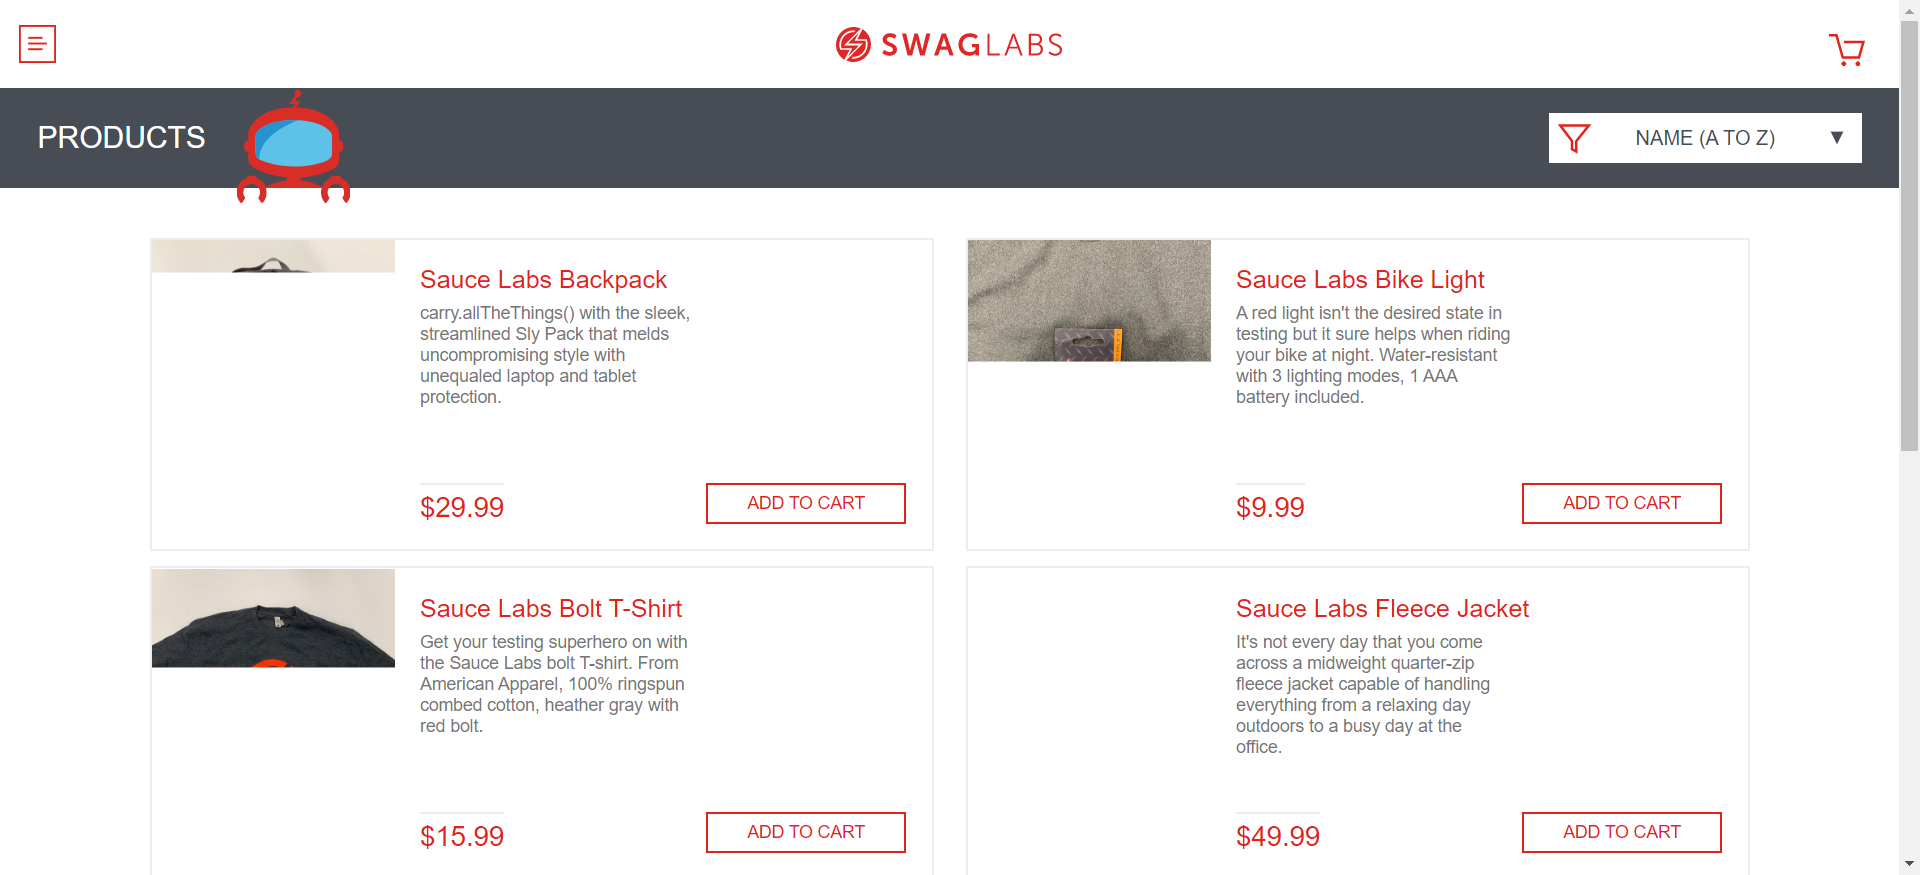 SWAGLABS
PRODUCTS
NAME (A TO Z)
Sauce Labs Backpack
carry.allTheThings() with the sleek,
streamlined Sly Pack that melds
uncompromising style with
unequaled laptop and tablet
protection.
$29.99
ADD TO CART
Sauce Labs Bike Light
A red light isn't the desired state in
testing but it sure helps when riding
your bike at night. Water-resistant
with 3 lighting modes, 1 AAA
battery included.
$9.99
ADD TO CART
Sauce Labs Bolt T-Shirt
Get your testing superhero on with
the Sauce Labs bolt T-shirt. From
American Apparel, 100% ringspun
combed cotton, heather gray with
red bolt.
$15.99
ADD TO CART
Sauce Labs Fleece Jacket
It's not every day that you come
across a midweight quarter-zip
fleece jacket capable of handling
everything from a relaxing day
outdoors to a busy day at the
office.
$49.99
ADD TO CART